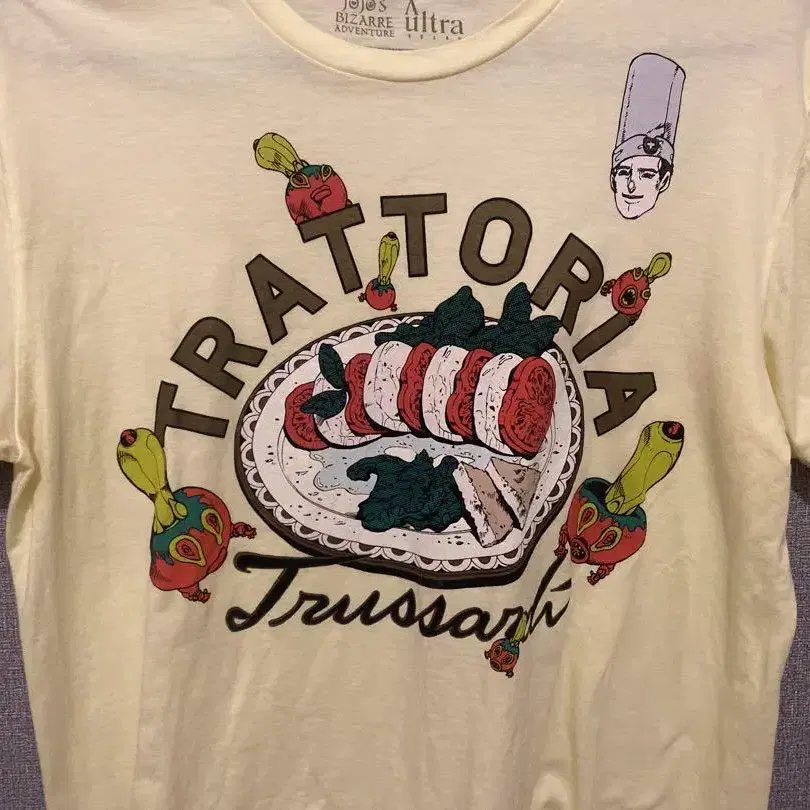 JOJO'S
BIZARRE
ADVENTURE
ultra
TRATTORIA
Trussardi